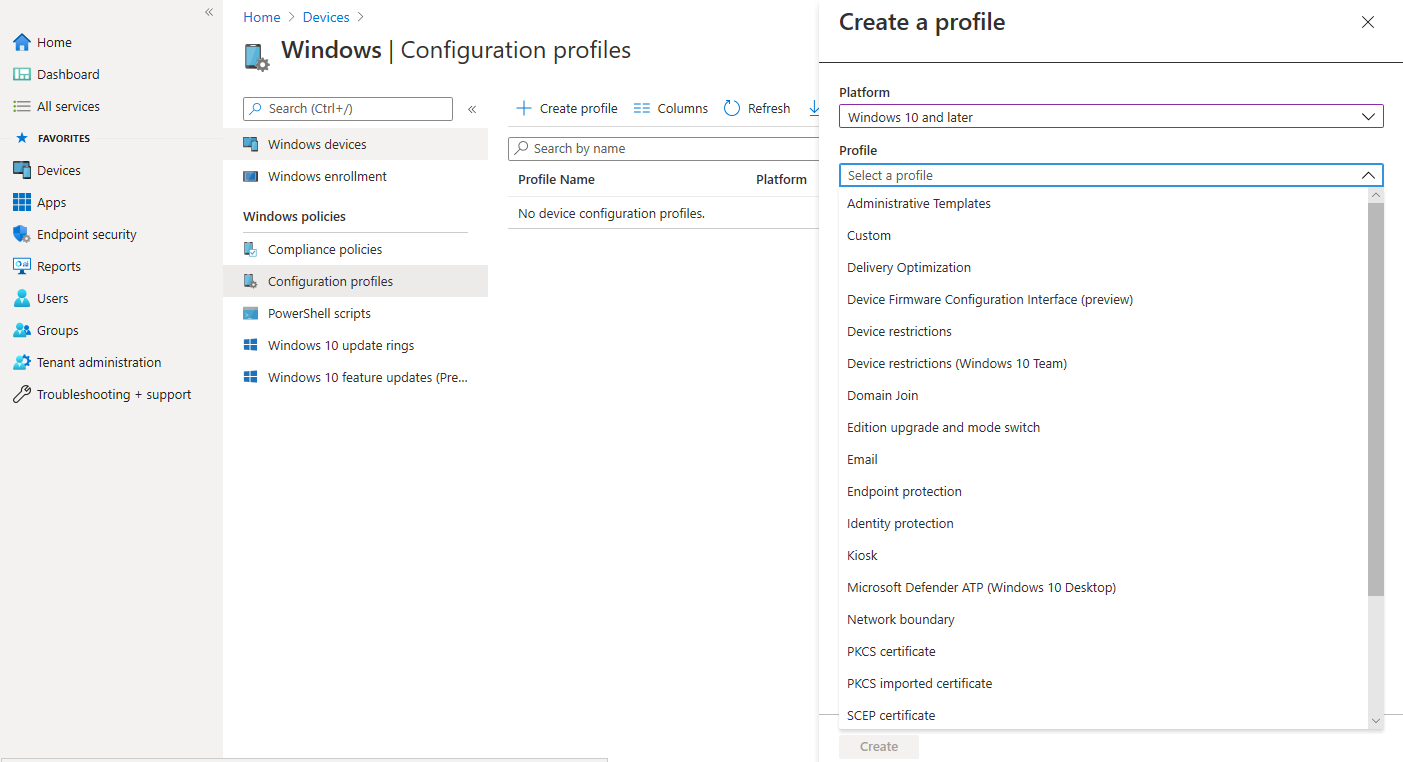 Home
Dashboard
All services
FAVORITES
Devices
Apps
Endpoint security
Reports
Users
Groups
Tenant administration
Troubleshooting + support
Home > Devices >
Windows | Configuration profiles
Search (Ctrl+/)
Windows devices
Windows enrollment
Windows policies
Compliance policies
Configuration profiles
PowerShell scripts
Windows 10 update rings
Windows 10 feature updates (Pre...
Create profile Columns Refresh
Search by name
Profile Name Platform
No device configuration profiles.
Create a profile
Platform
Windows 10 and later
Profile
Select a profile
Administrative Templates
Custom
Delivery Optimization
Device Firmware Configuration Interface (preview)
Device restrictions
Device restrictions (Windows 10 Team)
Domain Join
Edition upgrade and mode switch
Email
Endpoint protection
Identity protection
Kiosk
Microsoft Defender ATP (Windows 10 Desktop)
Network boundary
PKCS certificate
PKCS imported certificate
SCEP certificate
Create